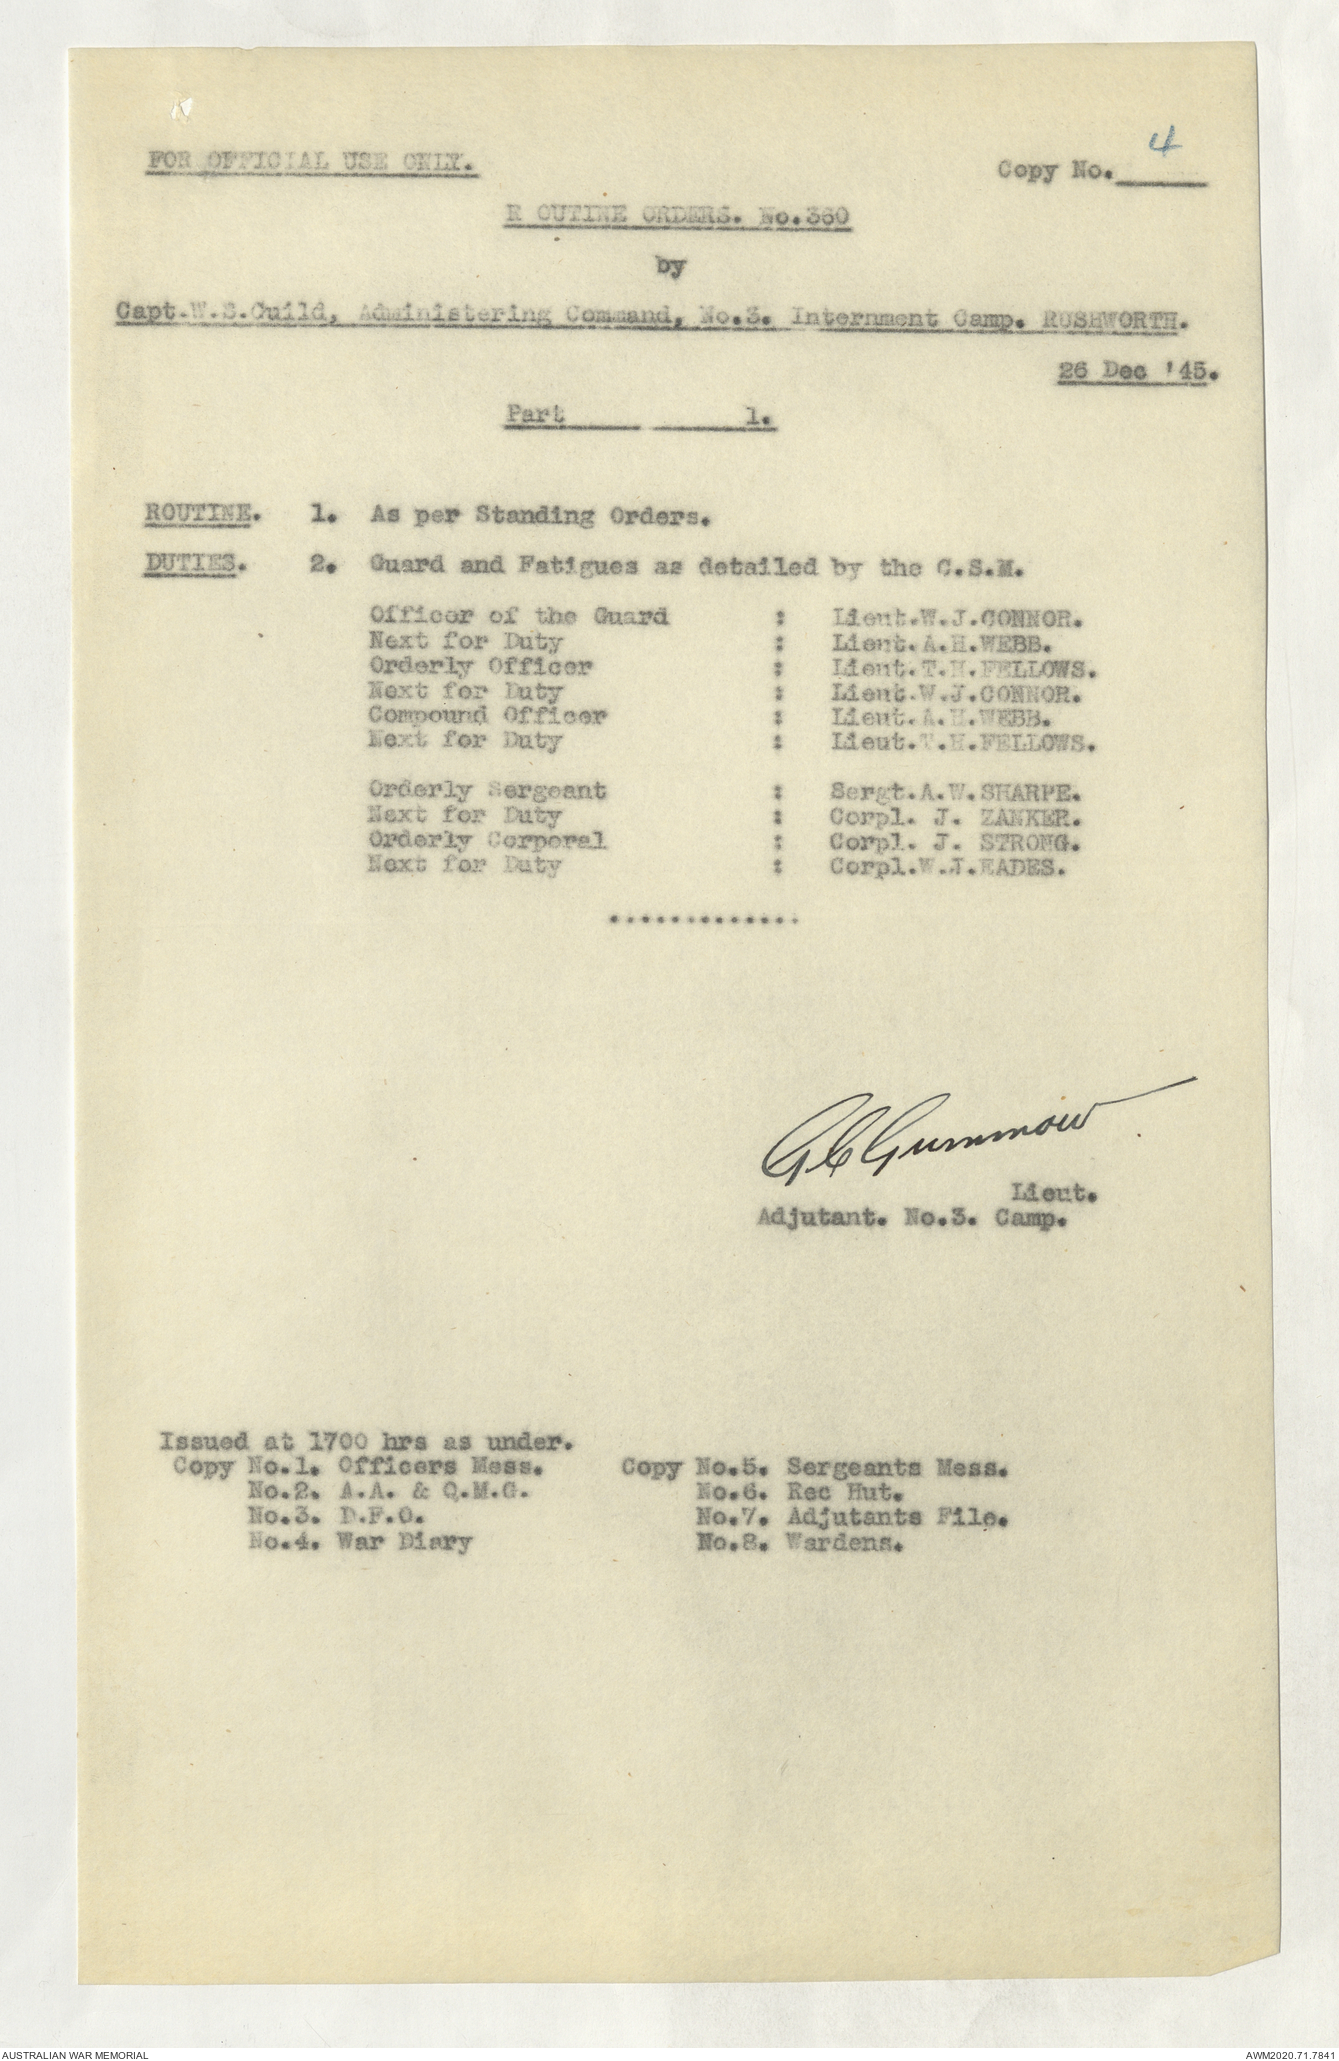 FOR OFFICIAL USE ONLY.
Copy No. 4
R OUTINE ORDERS. No.360
by
Capt.W.S.Guild, Administering Command, No.3. Internment Camp. RUSHWORTH.
26 Dec '45.
Part 1.
ROUTINE. 1. As per Standing Orders.
DUTIES. 2. Guard and Fatigues as detailed by the C.S.M.
Officer of the Guard : Lieut.W.J.CONNOR.
Next for Duty : Lieut.A.H.WEBB.
Orderly Officer : Lieut.T.H.FELLOWS.
Next for Duty : Lieut.W.J.CONNOR.
Compound Officer : Lieut.A.H.WEBB.
Next for Duty : Lieut.T.H.FELLOWS.
Orderly Sergeant : Sergt.A.W.SHARPE.
Next for Duty : Corpl. J. ZANKER.
Orderly Corporal : Corpl. J. STRONG.
Next for Duty : Corpl.W.J.EADES.
.............
G C Gummow
Lieut.
Adjutant. No.3. Camp.
Issued at 1700 hrs as under.
Copy No.1. Officers Mess. Copy No.5. Sergeants Mess.
No.2. A.A. & Q.M.G. No.6. Rec Hut.
No.3. D.F.O. No.7. Adjutants File.
No.4. War Diary No.8. Wardens.
AUSTRALIAN WAR MEMORIAL AWM2020.71.7841